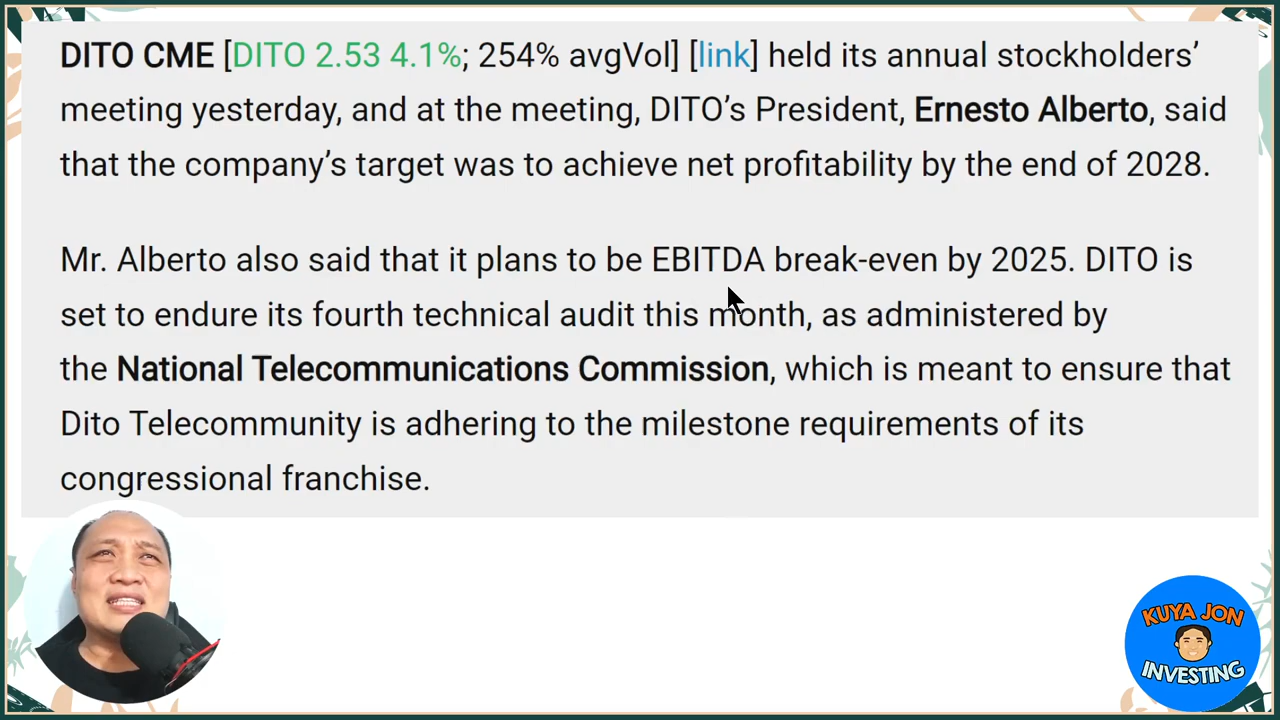 DITO CME [DITO 2.53 4.1%; 254% avgVol] [link] held its annual stockholders’
meeting yesterday, and at the meeting, DITO’s President, Ernesto Alberto, said
that the company’s target was to achieve net profitability by the end of 2028.
Mr. Alberto also said that it plans to be EBITDA break-even by 2025. DITO is
set to endure its fourth technical audit this month, as administered by
the National Telecommunications Commission, which is meant to ensure that
Dito Telecommunity is adhering to the milestone requirements of its
congressional franchise.
KUYA JON
INVESTING